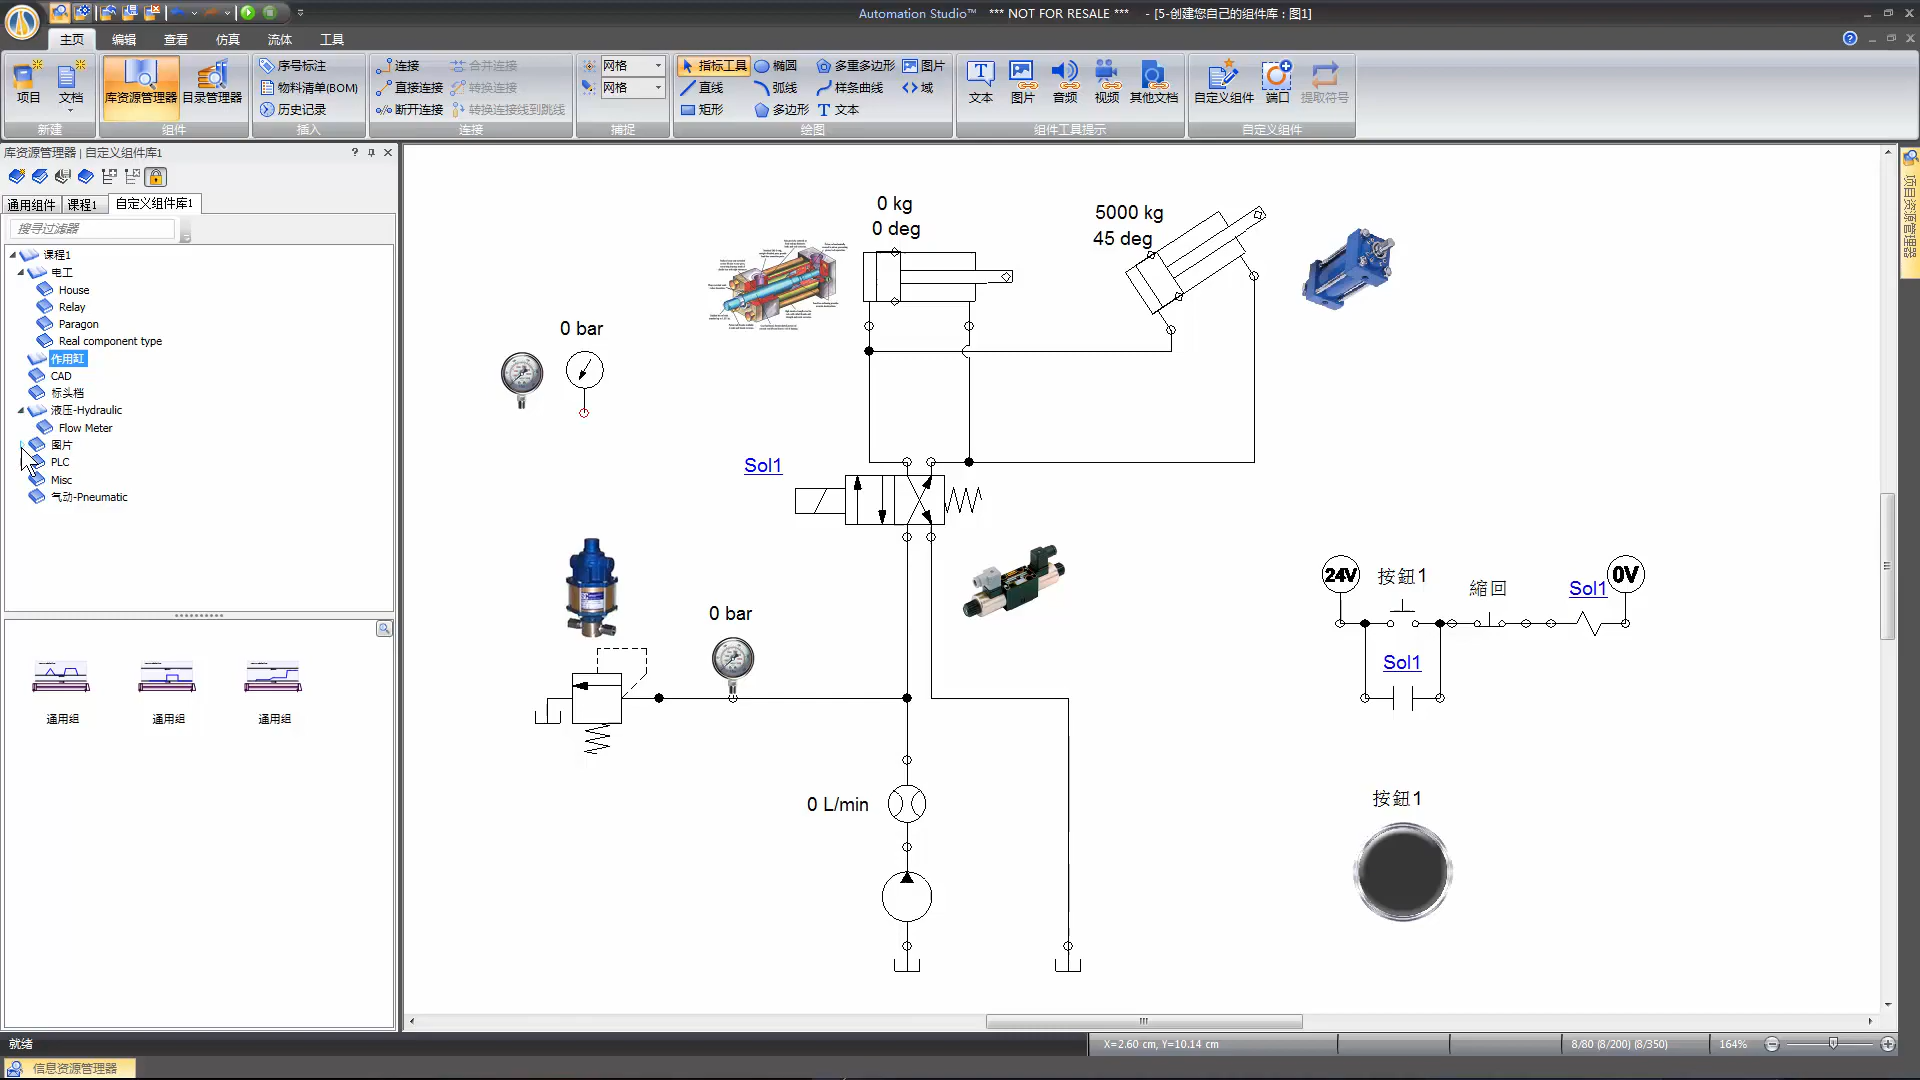 Automation Studio™ *** NOT FOR RESALE *** - [5-创建您自己的组件库 : 图1]
主页 编辑 查看 仿真 流体 工具
项目 文档 新建
库资源管理器 目录管理器 组件
序号标注
物料清单(BOM)
历史记录
插入
连接 合并连接
直接连接 转换连接
断开连接 转换连接线到跳线
连接
网格
网格
捕捉
指标工具 椭圆 多重多边形 图片
直线 弧线 样条曲线 域
矩形 多边形 文本
绘图
文本 图片 音频 视频 其他文档
组件工具提示
自定义组件 端口 提取符号
自定义组件
库资源管理器 | 自定义组件库1
通用组件 课程1 自定义组件库1
搜寻过滤器
课程1
电工
House
Relay
Paragon
Real component type
作用缸
CAD
标头档
液压-Hydraulic
Flow Meter
图片
PLC
Misc
气动-Pneumatic
通用组 通用组 通用组
项目资源管理器
0 kg
0 deg
5000 kg
45 deg
0 bar
Sol1
0 bar
0 L/min
24V 按鈕1 縮回 Sol1 0V
Sol1
按鈕1
就绪
X=2.60 cm, Y=10.14 cm
8/80 (8/200) (8/350)
164%
信息资源管理器